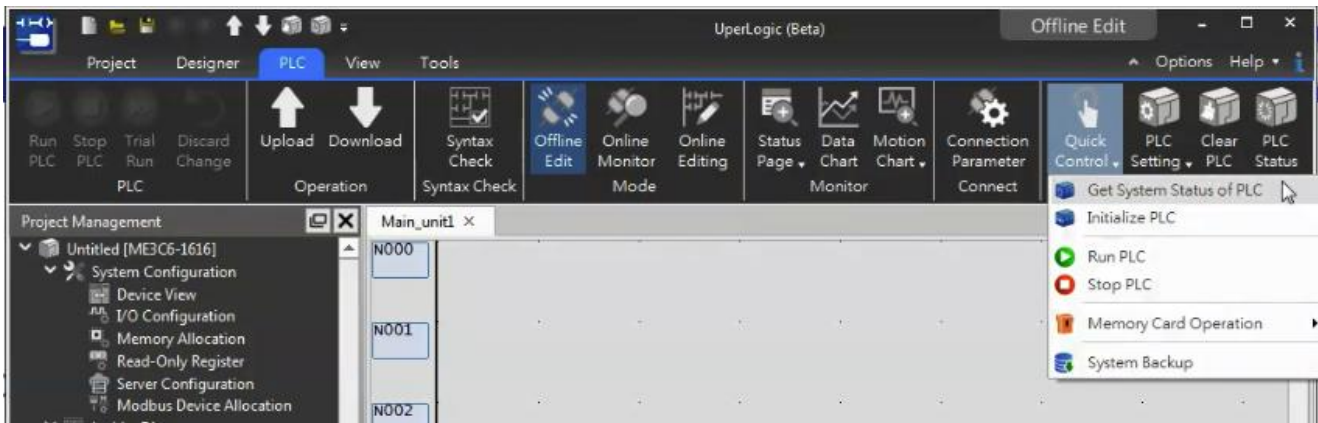 UperLogic (Beta)
Offline Edit
Project Designer PLC View Tools
Options Help
Run PLC
Stop PLC
Trial Run
Discard Change
PLC
Upload Download
Operation
Syntax Check
Syntax Check
Offline Edit
Online Monitor
Online Editing
Mode
Status Page
Data Chart
Motion Chart
Monitor
Connection Parameter
Connect
Quick Control
PLC Setting
Clear PLC
PLC Status
Get System Status of PLC
Initialize PLC
Run PLC
Stop PLC
Memory Card Operation
System Backup
Project Management
Untitled [ME3C6-1616]
System Configuration
Device View
I/O Configuration
Memory Allocation
Read-Only Register
Server Configuration
Modbus Device Allocation
Main_unit1
N000
N001
N002